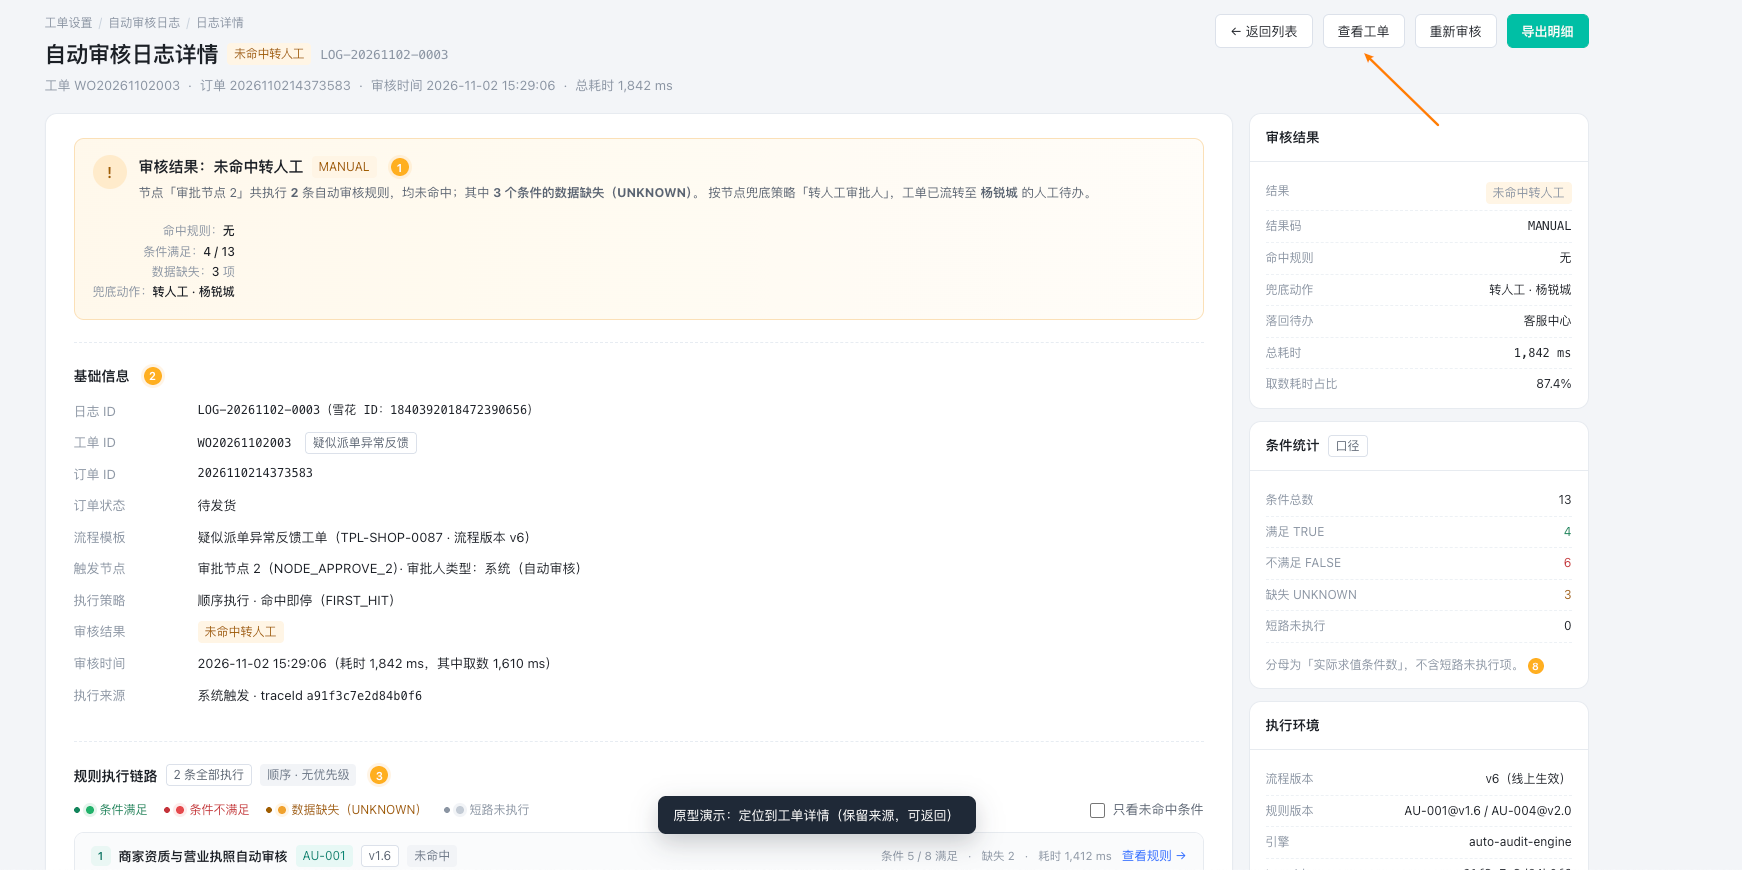 工单设置 / 自动审核日志 / 日志详情
自动审核日志详情 未命中转人工 LOG-20261102-0003
工单 WO20261102003 · 订单 2026110214373583 · 审核时间 2026-11-02 15:29:06 · 总耗时 1,842 ms
← 返回列表 查看工单 重新审核 导出明细
! 审核结果：未命中转人工 MANUAL 1
节点「审批节点 2」共执行 2 条自动审核规则，均未命中；其中 3 个条件的数据缺失（UNKNOWN）。按节点兜底策略「转人工审批人」，工单已流转至 杨锐城 的人工待办。
命中规则：无
条件满足：4 / 13
数据缺失：3 项
兜底动作：转人工 · 杨锐城
基础信息 2
日志 ID LOG-20261102-0003（雪花 ID：1840392018472390656）
工单 ID WO20261102003 疑似派单异常反馈
订单 ID 2026110214373583
订单状态 待发货
流程模板 疑似派单异常反馈工单（TPL-SHOP-0087 · 流程版本 v6）
触发节点 审批节点 2（NODE_APPROVE_2）· 审批人类型：系统（自动审核）
执行策略 顺序执行 · 命中即停（FIRST_HIT）
审核结果 未命中转人工
审核时间 2026-11-02 15:29:06（耗时 1,842 ms，其中取数 1,610 ms）
执行来源 系统触发 · traceId a91f3c7e2d84b0f6
规则执行链路 2 条全部执行 顺序 · 无优先级 3
条件满足 条件不满足 数据缺失（UNKNOWN） 短路未执行
只看未命中条件
原型演示：定位到工单详情（保留来源，可返回）
1 商家资质与营业执照自动审核 AU-001 v1.6 未命中 条件 5 / 8 满足 · 缺失 2 · 耗时 1,412 ms 查看规则 →
审核结果
结果 未命中转人工
结果码 MANUAL
命中规则 无
兜底动作 转人工 · 杨锐城
落回待办 客服中心
总耗时 1,842 ms
取数耗时占比 87.4%
条件统计 口径
条件总数 13
满足 TRUE 4
不满足 FALSE 6
缺失 UNKNOWN 3
短路未执行 0
分母为「实际求值条件数」，不含短路未执行项。 8
执行环境
流程版本 v6（线上生效）
规则版本 AU-001@v1.6 / AU-004@v2.0
引擎 auto-audit-engine